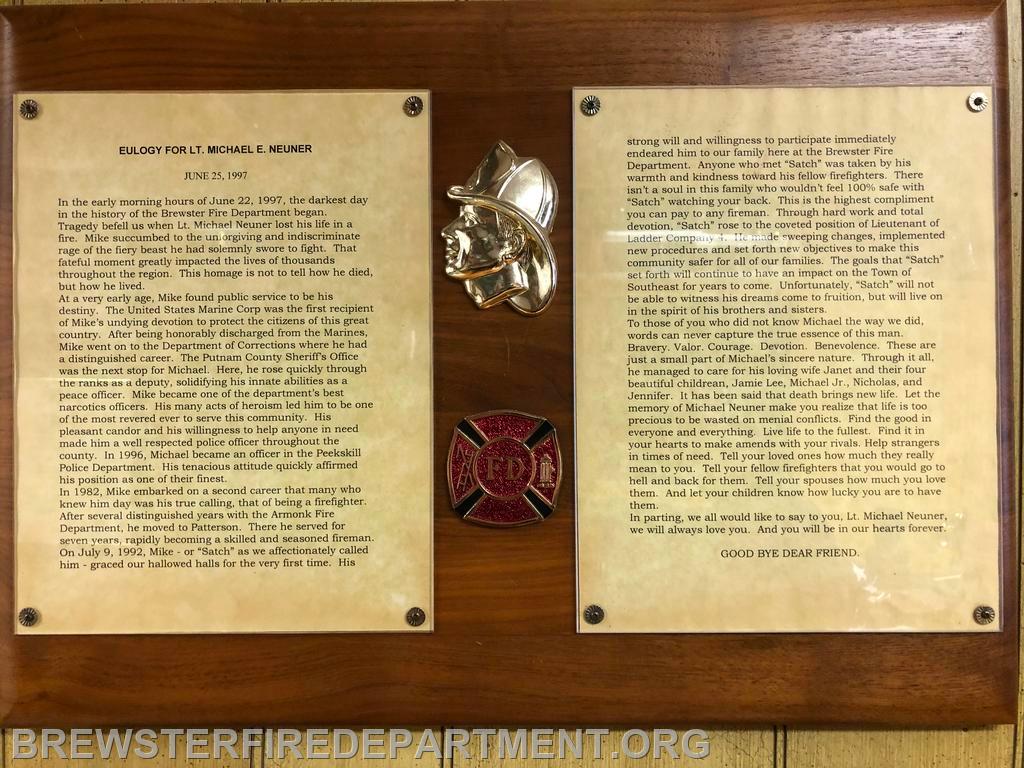 EULOGY FOR LT. MICHAEL E. NEUNER
JUNE 25, 1997
In the early morning hours of June 22, 1997, the darkest day
in the history of the Brewster Fire Department began.
Tragedy befell us when Lt. Michael Neuner lost his life in a
fire. Mike succumbed to the unforgiving and indiscriminate
rage of the fiery beast he had solemnly swore to fight. That
fateful moment greatly impacted the lives of thousands
throughout the region. This homage is not to tell how he died,
but how he lived.
At a very early age, Mike found public service to be his
destiny. The United States Marine Corp was the first recipient
of Mike's undying devotion to protect the citizens of this great
country. After being honorably discharged from the Marines,
Mike went on to the Department of Corrections where he had
a distinguished career. The Putnam County Sheriff's Office
was the next stop for Michael. Here, he rose quickly through
the ranks as a deputy, solidifying his innate abilities as a
peace officer. Mike became one of the department's best
narcotics officers. His many acts of heroism led him to be one
of the most revered ever to serve this community. His
pleasant candor and his willingness to help anyone in need
made him a well respected police officer throughout the
county. In 1996, Michael became an officer in the Peekskill
Police Department. His tenacious attitude quickly affirmed
his position as one of their finest.
In 1982, Mike embarked on a second career that many who
knew him day was his true calling, that of being a firefighter.
After several distinguished years with the Armonk Fire
Department, he moved to Patterson. There he served for
seven years, rapidly becoming a skilled and seasoned fireman.
On July 9, 1992, Mike - or "Satch" as we affectionately called
him - graced our hallowed halls for the very first time. His
strong will and willingness to participate immediately
endeared him to our family here at the Brewster Fire
Department. Anyone who met "Satch" was taken by his
warmth and kindness toward his fellow firefighters. There
isn't a soul in this family who wouldn't feel 100% safe with
"Satch" watching your back. This is the highest compliment
you can pay to any fireman. Through hard work and total
devotion, "Satch" rose to the coveted position of Lieutenant of
Ladder Company 4. He made sweeping changes, implemented
new procedures and set forth new objectives to make this
community safer for all of our families. The goals that "Satch"
set forth will continue to have an impact on the Town of
Southeast for years to come. Unfortunately, "Satch" will not
be able to witness his dreams come to fruition, but will live on
in the spirit of his brothers and sisters.
To those of you who did not know Michael the way we did,
words can never capture the true essence of this man.
Bravery. Valor. Courage. Devotion. Benevolence. These are
just a small part of Michael's sincere nature. Through it all,
he managed to care for his loving wife Janet and their four
beautiful childrean, Jamie Lee, Michael Jr., Nicholas, and
Jennifer. It has been said that death brings new life. Let the
memory of Michael Neuner make you realize that life is too
precious to be wasted on menial conflicts. Find the good in
everyone and everything. Live life to the fullest. Find it in
your hearts to make amends with your rivals. Help strangers
in times of need. Tell your loved ones how much they really
mean to you. Tell your fellow firefighters that you would go to
hell and back for them. Tell your spouses how much you love
them. And let your children know how lucky you are to have
them.
In parting, we all would like to say to you, Lt. Michael Neuner,
we will always love you. And you will be in our hearts forever.
GOOD BYE DEAR FRIEND.
FD
BREWSTERFIREDEPARTMENT.ORG